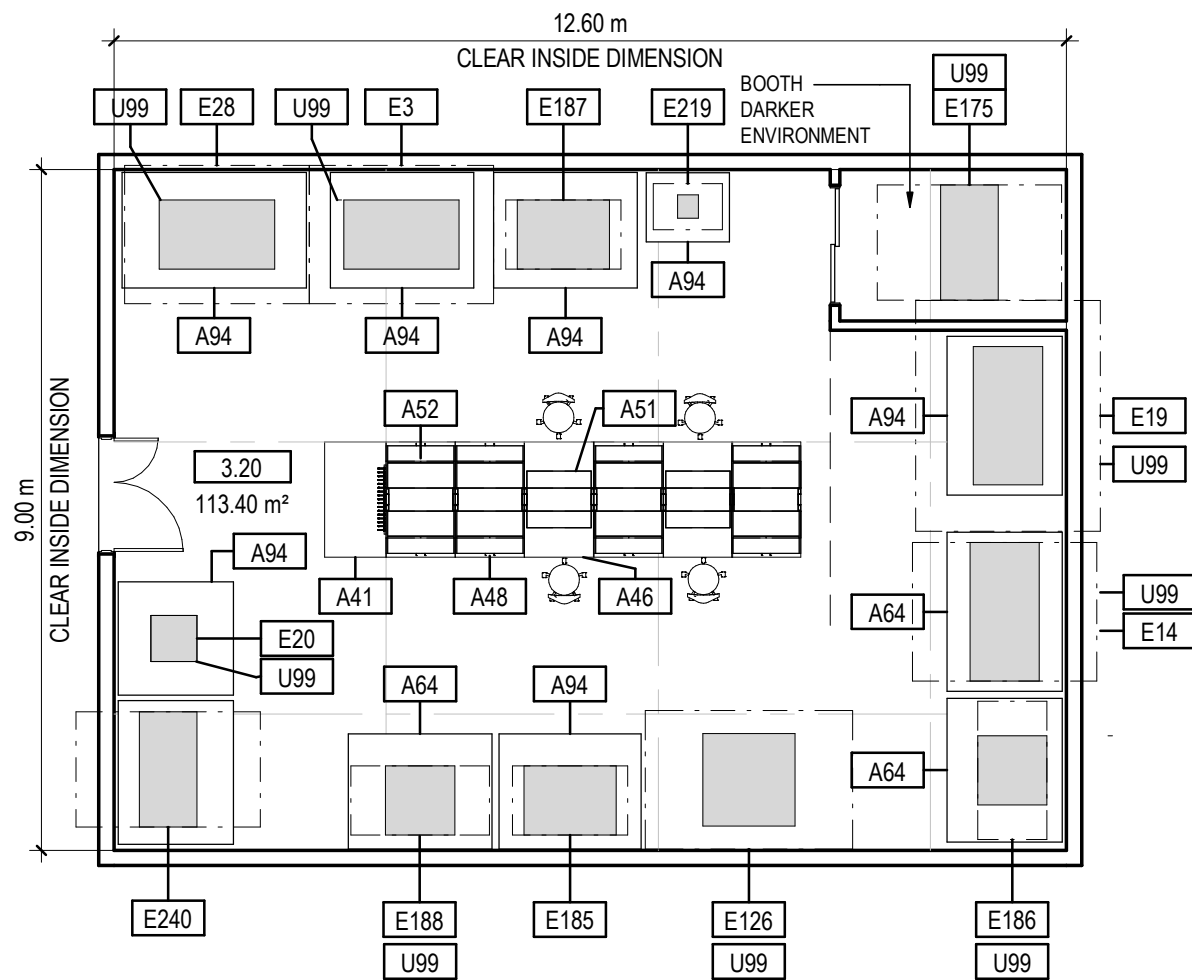 12.60 m
CLEAR INSIDE DIMENSION
U99
E28
U99
E3
E187
E219
BOOTH
DARKER
ENVIRONMENT
U99
E175
A94
A94
A94
A94
9.00 m
CLEAR INSIDE DIMENSION
A52
A51
A94
E19
U99
3.20
113.40 m²
A94
A41
A48
A46
A64
U99
E14
E20
U99
A64
A94
A64
E240
E188
U99
E185
E126
U99
E186
U99